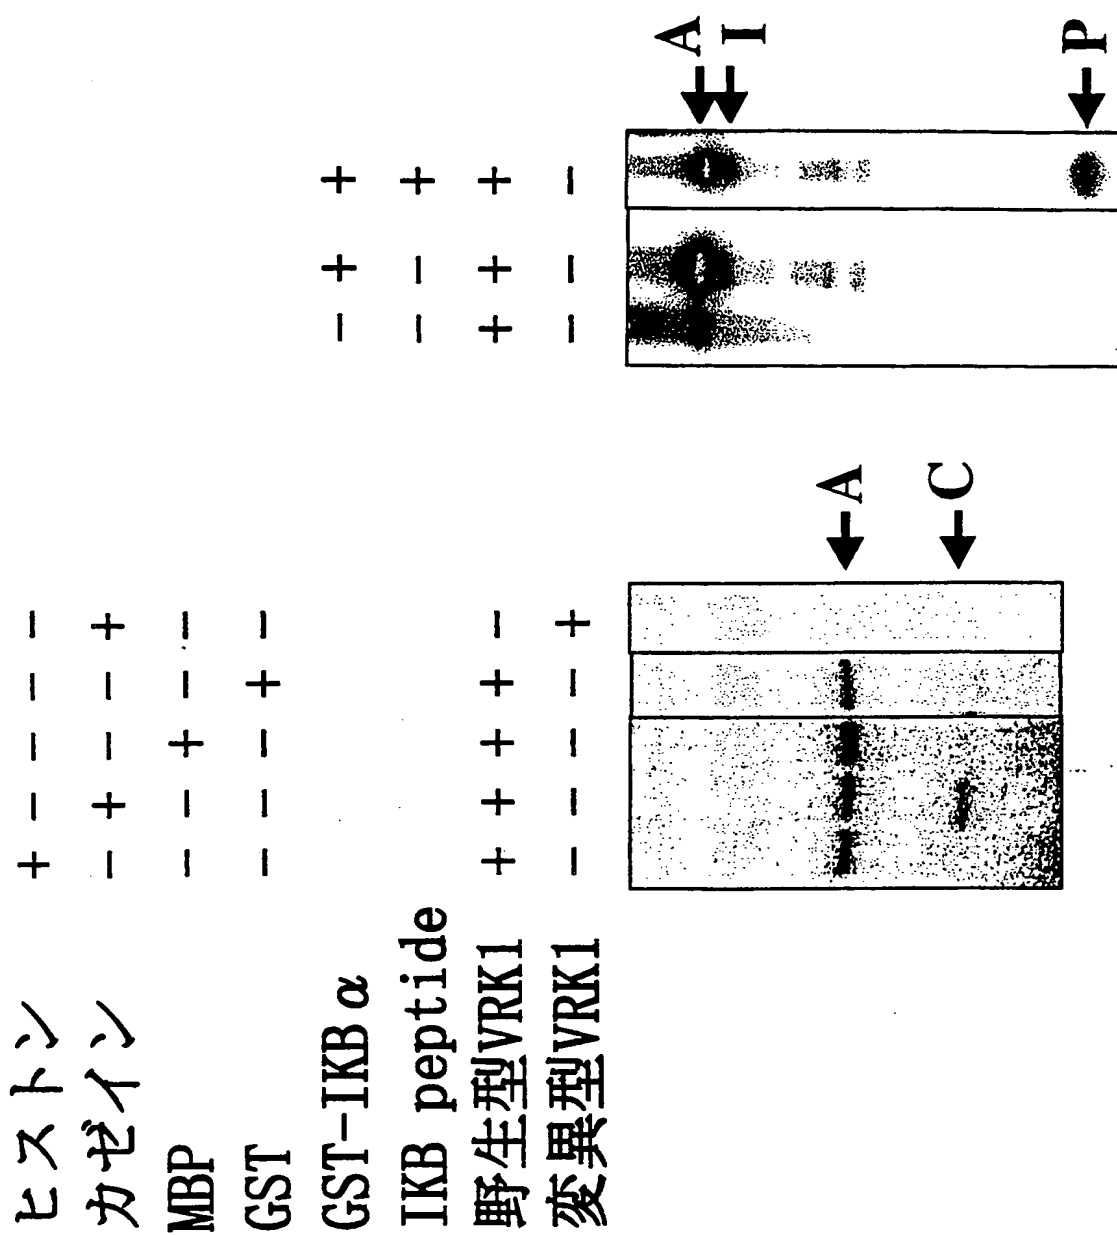 ヒストン + − − − −
カゼイン − + − − +
MBP − − + − −
GST − − − + −
GST-IKBα − + +
IKB peptide − − +
野生型VRK1 + + + + − + + +
変異型VRK1 − − − − + − − −
A
C
A
I
P